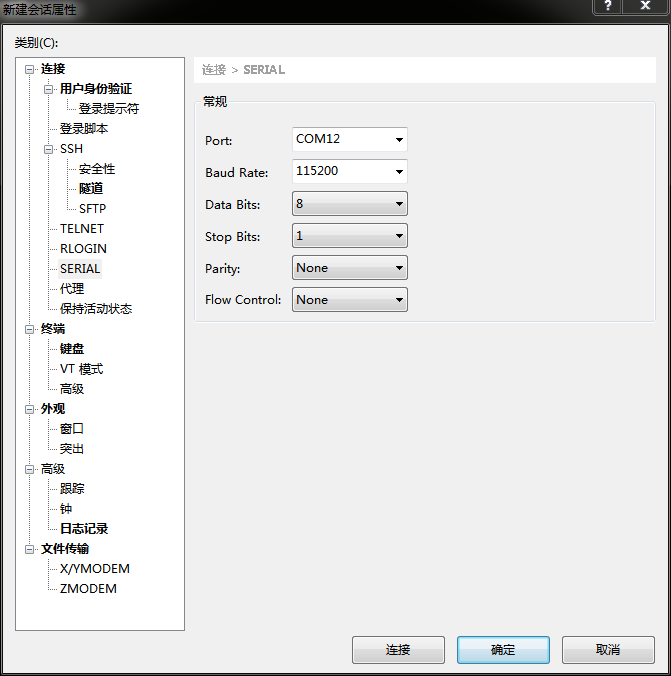 新建会话属性
? X
类别(C):
连接
用户身份验证
登录提示符
登录脚本
SSH
安全性
隧道
SFTP
TELNET
RLOGIN
SERIAL
代理
保持活动状态
终端
键盘
VT 模式
高级
外观
窗口
突出
高级
跟踪
钟
日志记录
文件传输
X/YMODEM
ZMODEM
连接 > SERIAL
常规
Port: COM12
Baud Rate: 115200
Data Bits: 8
Stop Bits: 1
Parity: None
Flow Control: None
连接 确定 取消